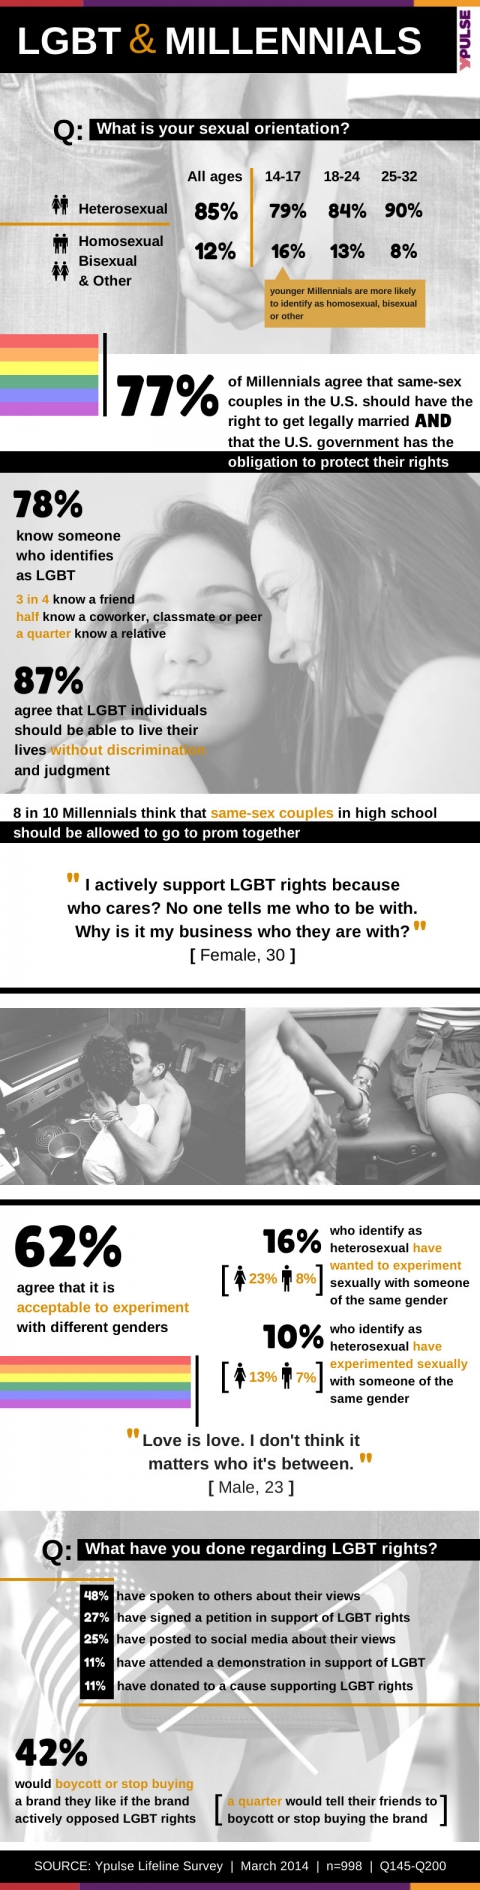 LGBT & MILLENNIALS
YPULSE
Q: What is your sexual orientation?
All ages 14-17 18-24 25-32
Heterosexual 85% 79% 84% 90%
Homosexual
Bisexual
& Other
12% 16% 13% 8%
younger Millennials are more likely
to identify as homosexual, bisexual
or other
77%
of Millennials agree that same-sex
couples in the U.S. should have the
right to get legally married AND
that the U.S. government has the
obligation to protect their rights
78%
know someone
who identifies
as LGBT
3 in 4 know a friend
half know a coworker, classmate or peer
a quarter know a relative
87%
agree that LGBT individuals
should be able to live their
lives without discrimination
and judgment
8 in 10 Millennials think that same-sex couples in high school
should be allowed to go to prom together
" I actively support LGBT rights because
who cares? No one tells me who to be with.
Why is it my business who they are with? "
[ Female, 30 ]
62%
agree that it is
acceptable to experiment
with different genders
16%
[ 23% 8% ]
who identify as
heterosexual have
wanted to experiment
sexually with someone
of the same gender
10%
[ 13% 7% ]
who identify as
heterosexual have
experimented sexually
with someone of the
same gender
" Love is love. I don't think it
matters who it's between. "
[ Male, 23 ]
Q: What have you done regarding LGBT rights?
48% have spoken to others about their views
27% have signed a petition in support of LGBT rights
25% have posted to social media about their views
11% have attended a demonstration in support of LGBT
11% have donated to a cause supporting LGBT rights
42%
would boycott or stop buying
a brand they like if the brand
actively opposed LGBT rights
[ a quarter would tell their friends to
boycott or stop buying the brand ]
SOURCE: Ypulse Lifeline Survey | March 2014 | n=998 | Q145-Q200